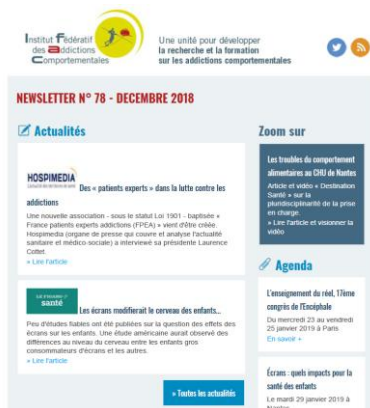 Institut Fédératif
des Addictions
Comportementales
Une unité pour développer
la recherche et la formation
sur les addictions comportementales
NEWSLETTER N° 78 - DECEMBRE 2018
Actualités
HOSPIMEDIA
Des « patients experts » dans la lutte contre les
addictions
Une nouvelle association - sous le statut Loi 1901 - baptisée «
France patients experts addictions (FPEA) » vient d'être créée.
Hospimedia (organe de presse qui couvre et analyse l'actualité
sanitaire et médico-sociale) a interviewé sa présidente Laurence
Cottet.
» Lire l'article
santé
Les écrans modifierait le cerveau des enfants...
Peu d'études fiables ont été publiées sur la question des effets des
écrans sur les enfants. Une étude américaine aurait observé des
différences au niveau du cerveau entre les enfants gros
consommateurs d'écrans et les autres.
» Lire l'article
» Toutes les actualités
Zoom sur
Les troubles du comportement
alimentaires au CHU de Nantes
Article et vidéo « Destination
Santé » sur la
pluridisciplinarité de la prise
en charge.
» Lire l'article et visionner la
vidéo
Agenda
L'enseignement du réel, 17ème
congrès de l'Encéphale
Du mercredi 23 au vendredi
25 janvier 2019 à Paris
En savoir +
Écrans : quels impacts pour la
santé des enfants
Le mardi 29 janvier 2019 à
Nantes